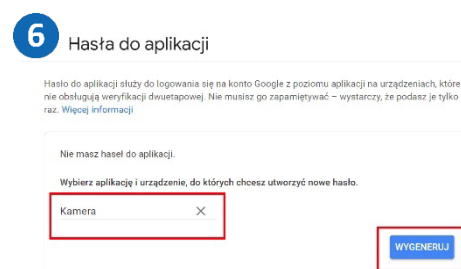 6
Hasła do aplikacji
Hasło do aplikacji służy do logowania się na konto Google z poziomu aplikacji na urządzeniach, które
nie obsługują weryfikacji dwuetapowej. Nie musisz go zapamiętywać – wystarczy, że podasz je tylko
raz. Więcej informacji
Nie masz haseł do aplikacji.
Wybierz aplikację i urządzenie, do których chcesz utworzyć nowe hasło.
Kamera
WYGENERUJ